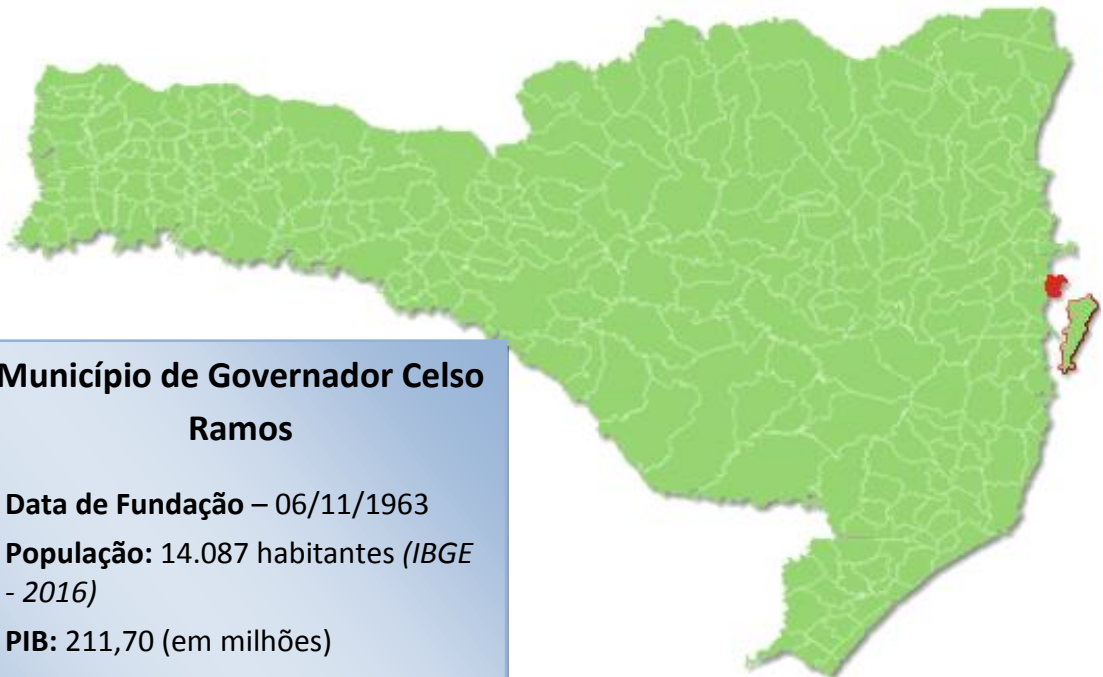 Município de Governador Celso
Ramos
Data de Fundação – 06/11/1963
População: 14.087 habitantes (IBGE
- 2016)
PIB: 211,70 (em milhões)